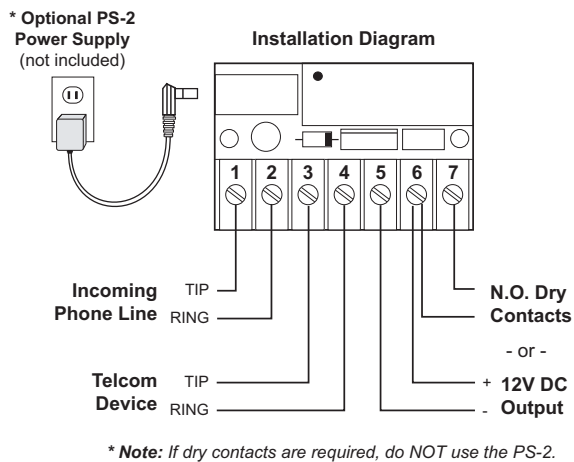 * Optional PS-2
Power Supply
(not included)
Installation Diagram
1 2 3 4 5 6 7
Incoming
Phone Line
TIP
RING
N.O. Dry
Contacts
- or -
Telcom
Device
TIP
RING
+ 12V DC
- Output
* Note: If dry contacts are required, do NOT use the PS-2.